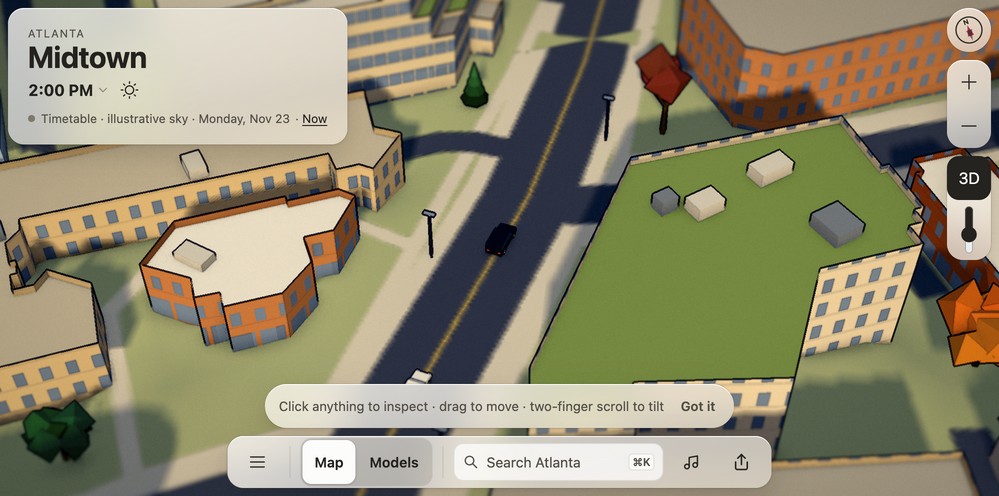 ATLANTA
Midtown
2:00 PM
Timetable · illustrative sky · Monday, Nov 23 · Now
N
+
−
3D
Click anything to inspect · drag to move · two-finger scroll to tilt Got it
Map Models Search Atlanta ⌘K